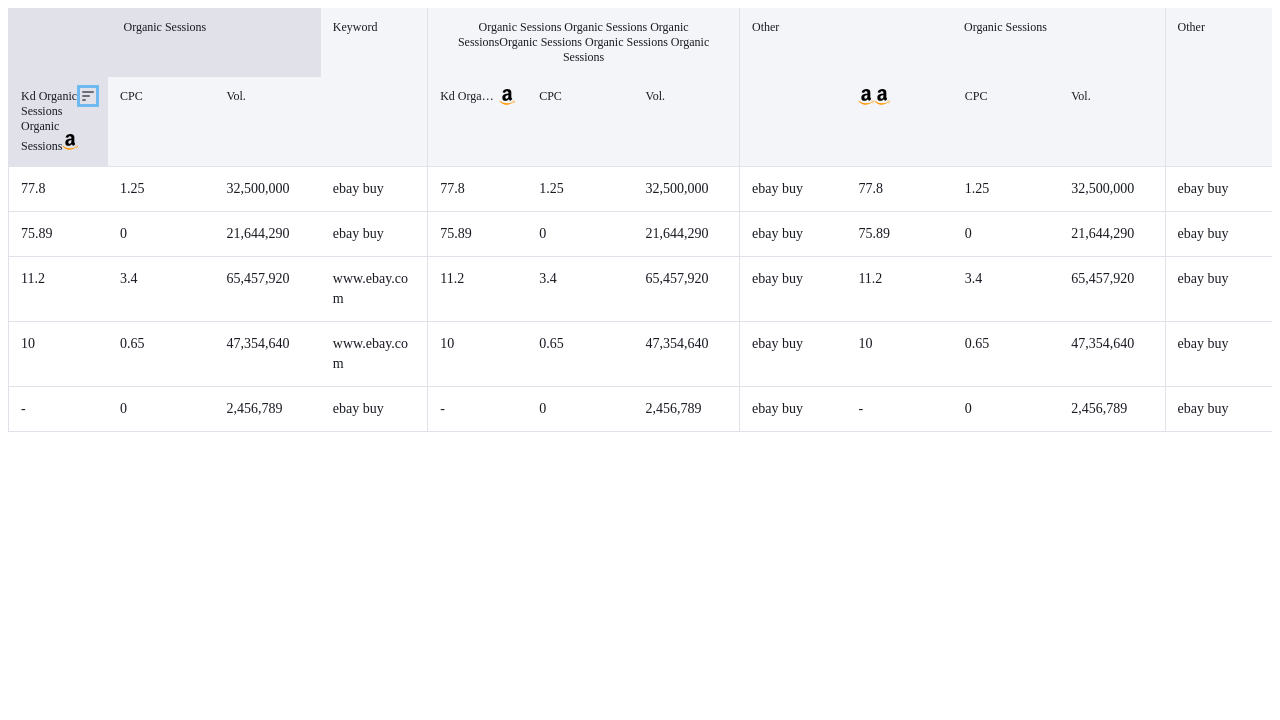 Organic Sessions Keyword Organic Sessions Organic Sessions Organic Other Organic Sessions Other
SessionsOrganic Sessions Organic Sessions Organic
Sessions
Kd Organic CPC Vol. Kd Orga... CPC Vol. CPC Vol.
Sessions
Organic
Sessions
77.8 1.25 32,500,000 ebay buy 77.8 1.25 32,500,000 ebay buy 77.8 1.25 32,500,000 ebay buy
75.89 0 21,644,290 ebay buy 75.89 0 21,644,290 ebay buy 75.89 0 21,644,290 ebay buy
11.2 3.4 65,457,920 www.ebay.co 11.2 3.4 65,457,920 ebay buy 11.2 3.4 65,457,920 ebay buy
m
10 0.65 47,354,640 www.ebay.co 10 0.65 47,354,640 ebay buy 10 0.65 47,354,640 ebay buy
m
- 0 2,456,789 ebay buy - 0 2,456,789 ebay buy - 0 2,456,789 ebay buy